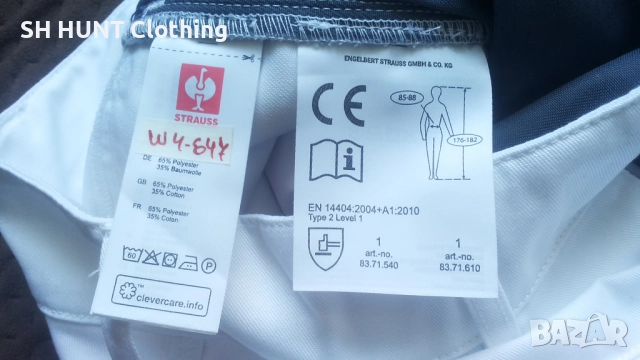 SH HUNT Clothing
STRAUSS
W4-647
DE 65% Polyester
35% Baumwolle
GB 65% Polyester
35% Cotton
FR 65% Polyester
35% Coton
60
P
™
clevercare.info
ENGELBERT STRAUSS GMBH & CO. KG
CE
85-88
176-182
i
EN 14404:2004+A1:2010
Type 2 Level 1
1 1
art.-no. art.-no.
83.71.540 83.71.610
BAZAR